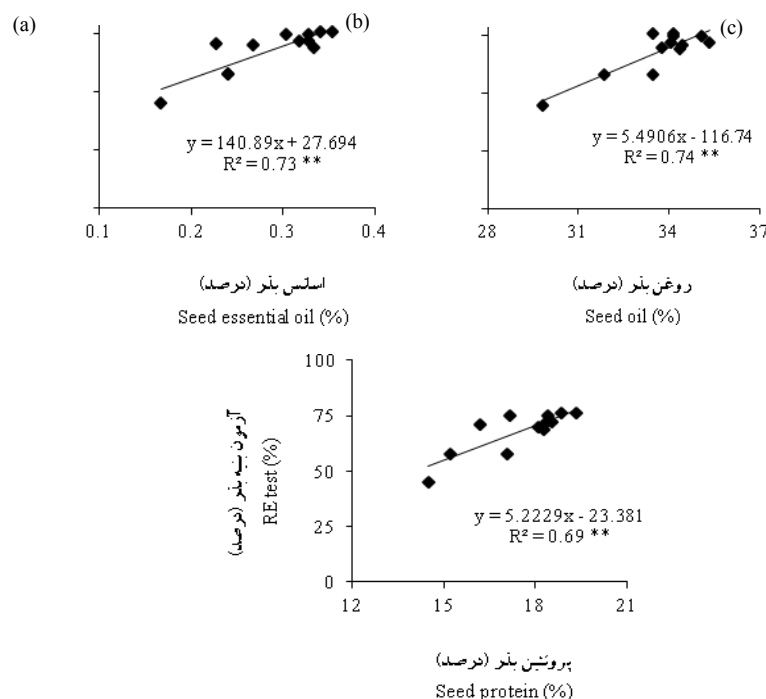 (a)
(b)
(c)
y = 140.89x + 27.694
R² = 0.73 **
0.1 0.2 0.3 0.4
اسانس بذر (درصد)
Seed essential oil (%)
y = 5.4906x - 116.74
R² = 0.74 **
28 31 34 37
روغن بذر (درصد)
Seed oil (%)
100
75
50
25
0
آزمون بنیه بذر (درصد)
RE test (%)
y = 5.2229x - 23.381
R² = 0.69 **
12 15 18 21
پروتئین بذر (درصد)
Seed protein (%)